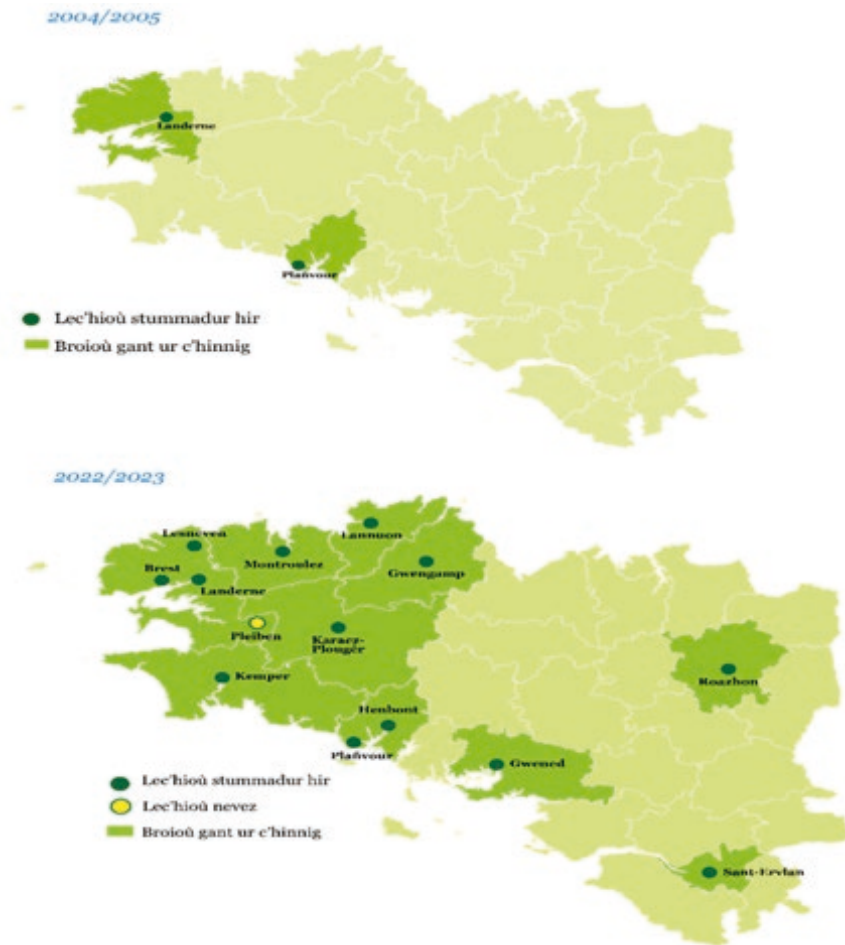 2004/2005
Landerne
Plañvour
Lec'hioù stummadur hir
Broioù gant ur c'hinnig
2022/2023
Lannuon
Lesneven
Montroulez
Gwengamp
Brest
Landerne
Pleiben
Karaez-
Plougêr
Kemper
Roazhon
Henbont
Plañvour
Gwened
Lec'hioù stummadur hir
Lec'hioù nevez
Broioù gant ur c'hinnig
Sant-Ervlan